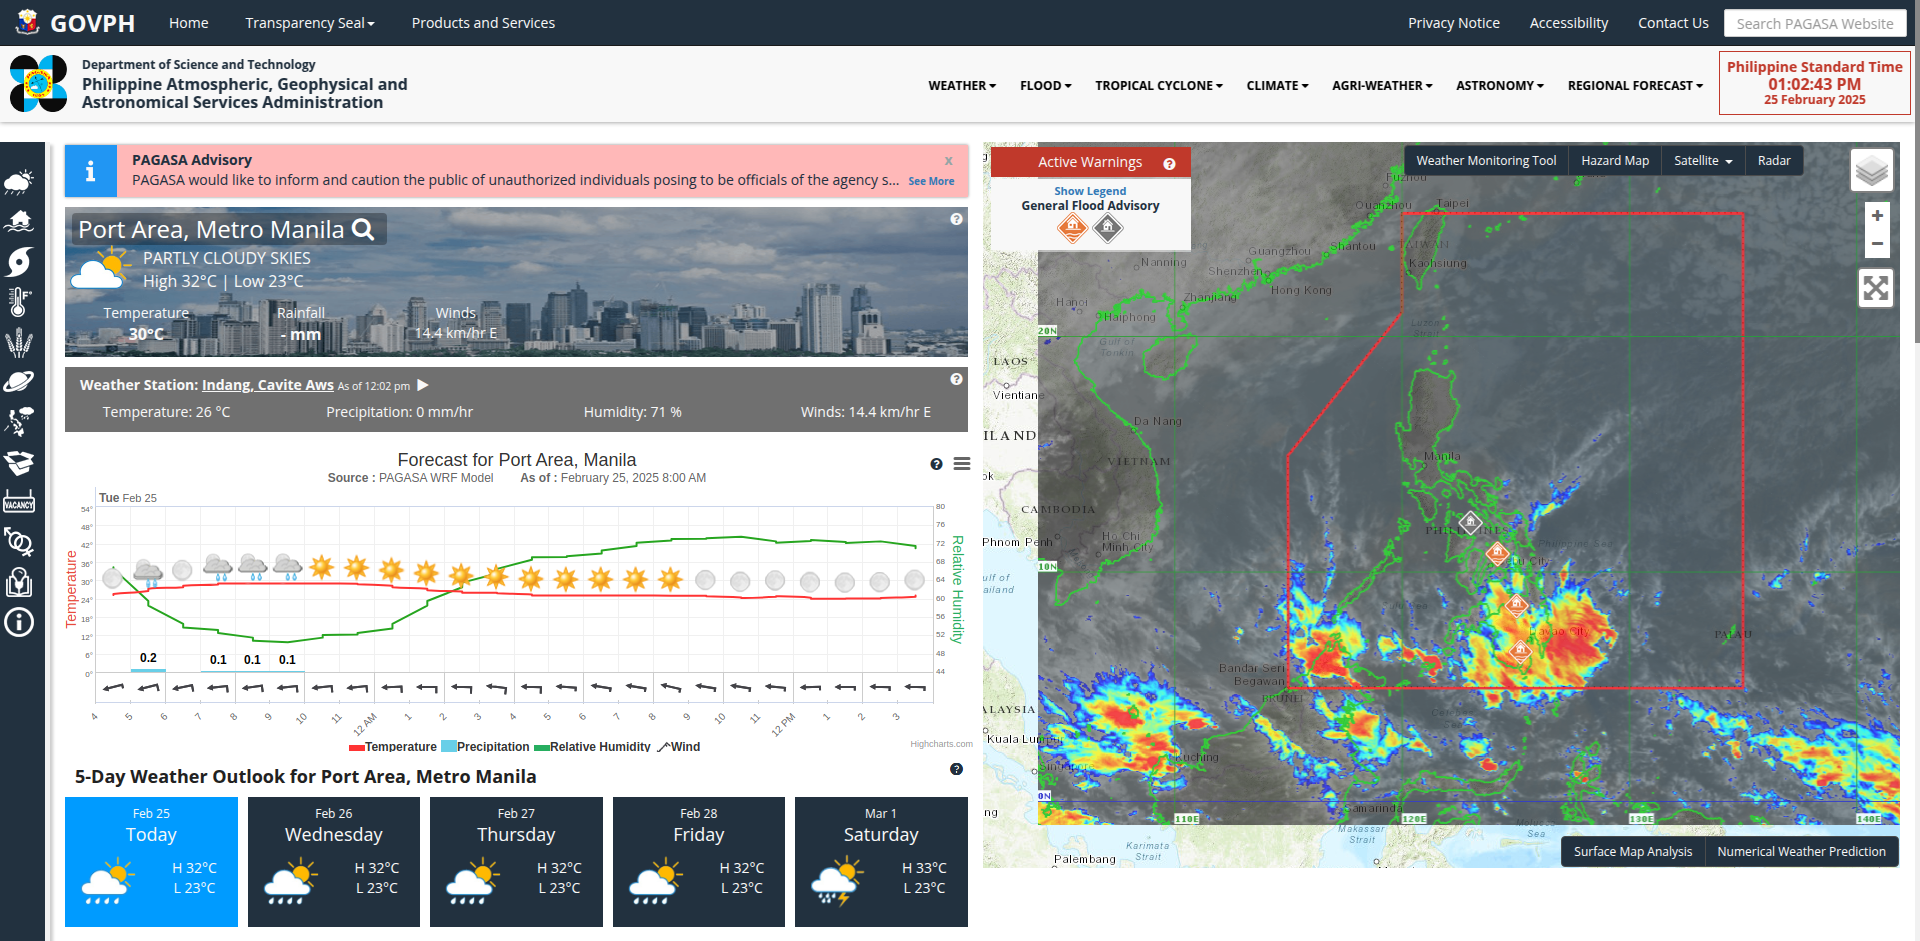 GOVPH
Home
Transparency Seal
Products and Services
Privacy Notice
Accessibility
Contact Us
Search PAGASA Website
Department of Science and Technology
Philippine Atmospheric, Geophysical and
Astronomical Services Administration
WEATHER
FLOOD
TROPICAL CYCLONE
CLIMATE
AGRI-WEATHER
ASTRONOMY
REGIONAL FORECAST
Philippine Standard Time
01:02:43 PM
25 February 2025
PAGASA Advisory
x
PAGASA would like to inform and caution the public of unauthorized individuals posing to be officials of the agency s... See More
Port Area, Metro Manila
PARTLY CLOUDY SKIES
High 32°C | Low 23°C
Temperature
30°C
Rainfall
- mm
Winds
14.4 km/hr E
Weather Station: Indang, Cavite Aws As of 12:02 pm
Temperature: 26 °C
Precipitation: 0 mm/hr
Humidity: 71 %
Winds: 14.4 km/hr E
VACANCY
Forecast for Port Area, Manila
Source : PAGASA WRF Model As of : February 25, 2025 8:00 AM
Tue Feb 25
Temperature
54°
48°
42°
36°
30°
24°
18°
12°
6°
0°
80
76
72
68
64
60
56
52
48
44
Relative Humidity
0.2
0.1
0.1
0.1
4
5
6
7
8
9
10
11
12 AM
1
2
3
4
5
6
7
8
9
10
11
12 PM
1
2
3
Temperature
Precipitation
Relative Humidity
Wind
Highcharts.com
5-Day Weather Outlook for Port Area, Metro Manila
Feb 25
Today
H 32°C
L 23°C
Feb 26
Wednesday
H 32°C
L 23°C
Feb 27
Thursday
H 32°C
L 23°C
Feb 28
Friday
H 32°C
L 23°C
Mar 1
Saturday
H 33°C
L 23°C
Active Warnings
Show Legend
General Flood Advisory
Weather Monitoring Tool
Hazard Map
Satellite
Radar
+
−
Fuzhou
Quanzhou
Taipei
Shantou
TAIWAN
Guangzhou
Kaohsiung
Nanning
Shenzhen
Hong Kong
Hanoi
Zhanjiang
Haiphong
Luzon
Strait
20N
Gulf of
Tonkin
LAOS
Vientiane
Da Nang
ILAND
Manila
VIETNAM
ok
CAMBODIA
Ho Chi
Minh City
Phnom Penh
10N
ulf of
ailand
Davao City
PALAU
Bandar Seri
Begawan
BRUNEI
ALAYSIA
Kuala Lumpur
Kuching
Singapore
0N
Samarinda
110E
120E
130E
140E
ng
Makassar
Strait
Sea
Karimata
Strait
Palembang
Surface Map Analysis
Numerical Weather Prediction